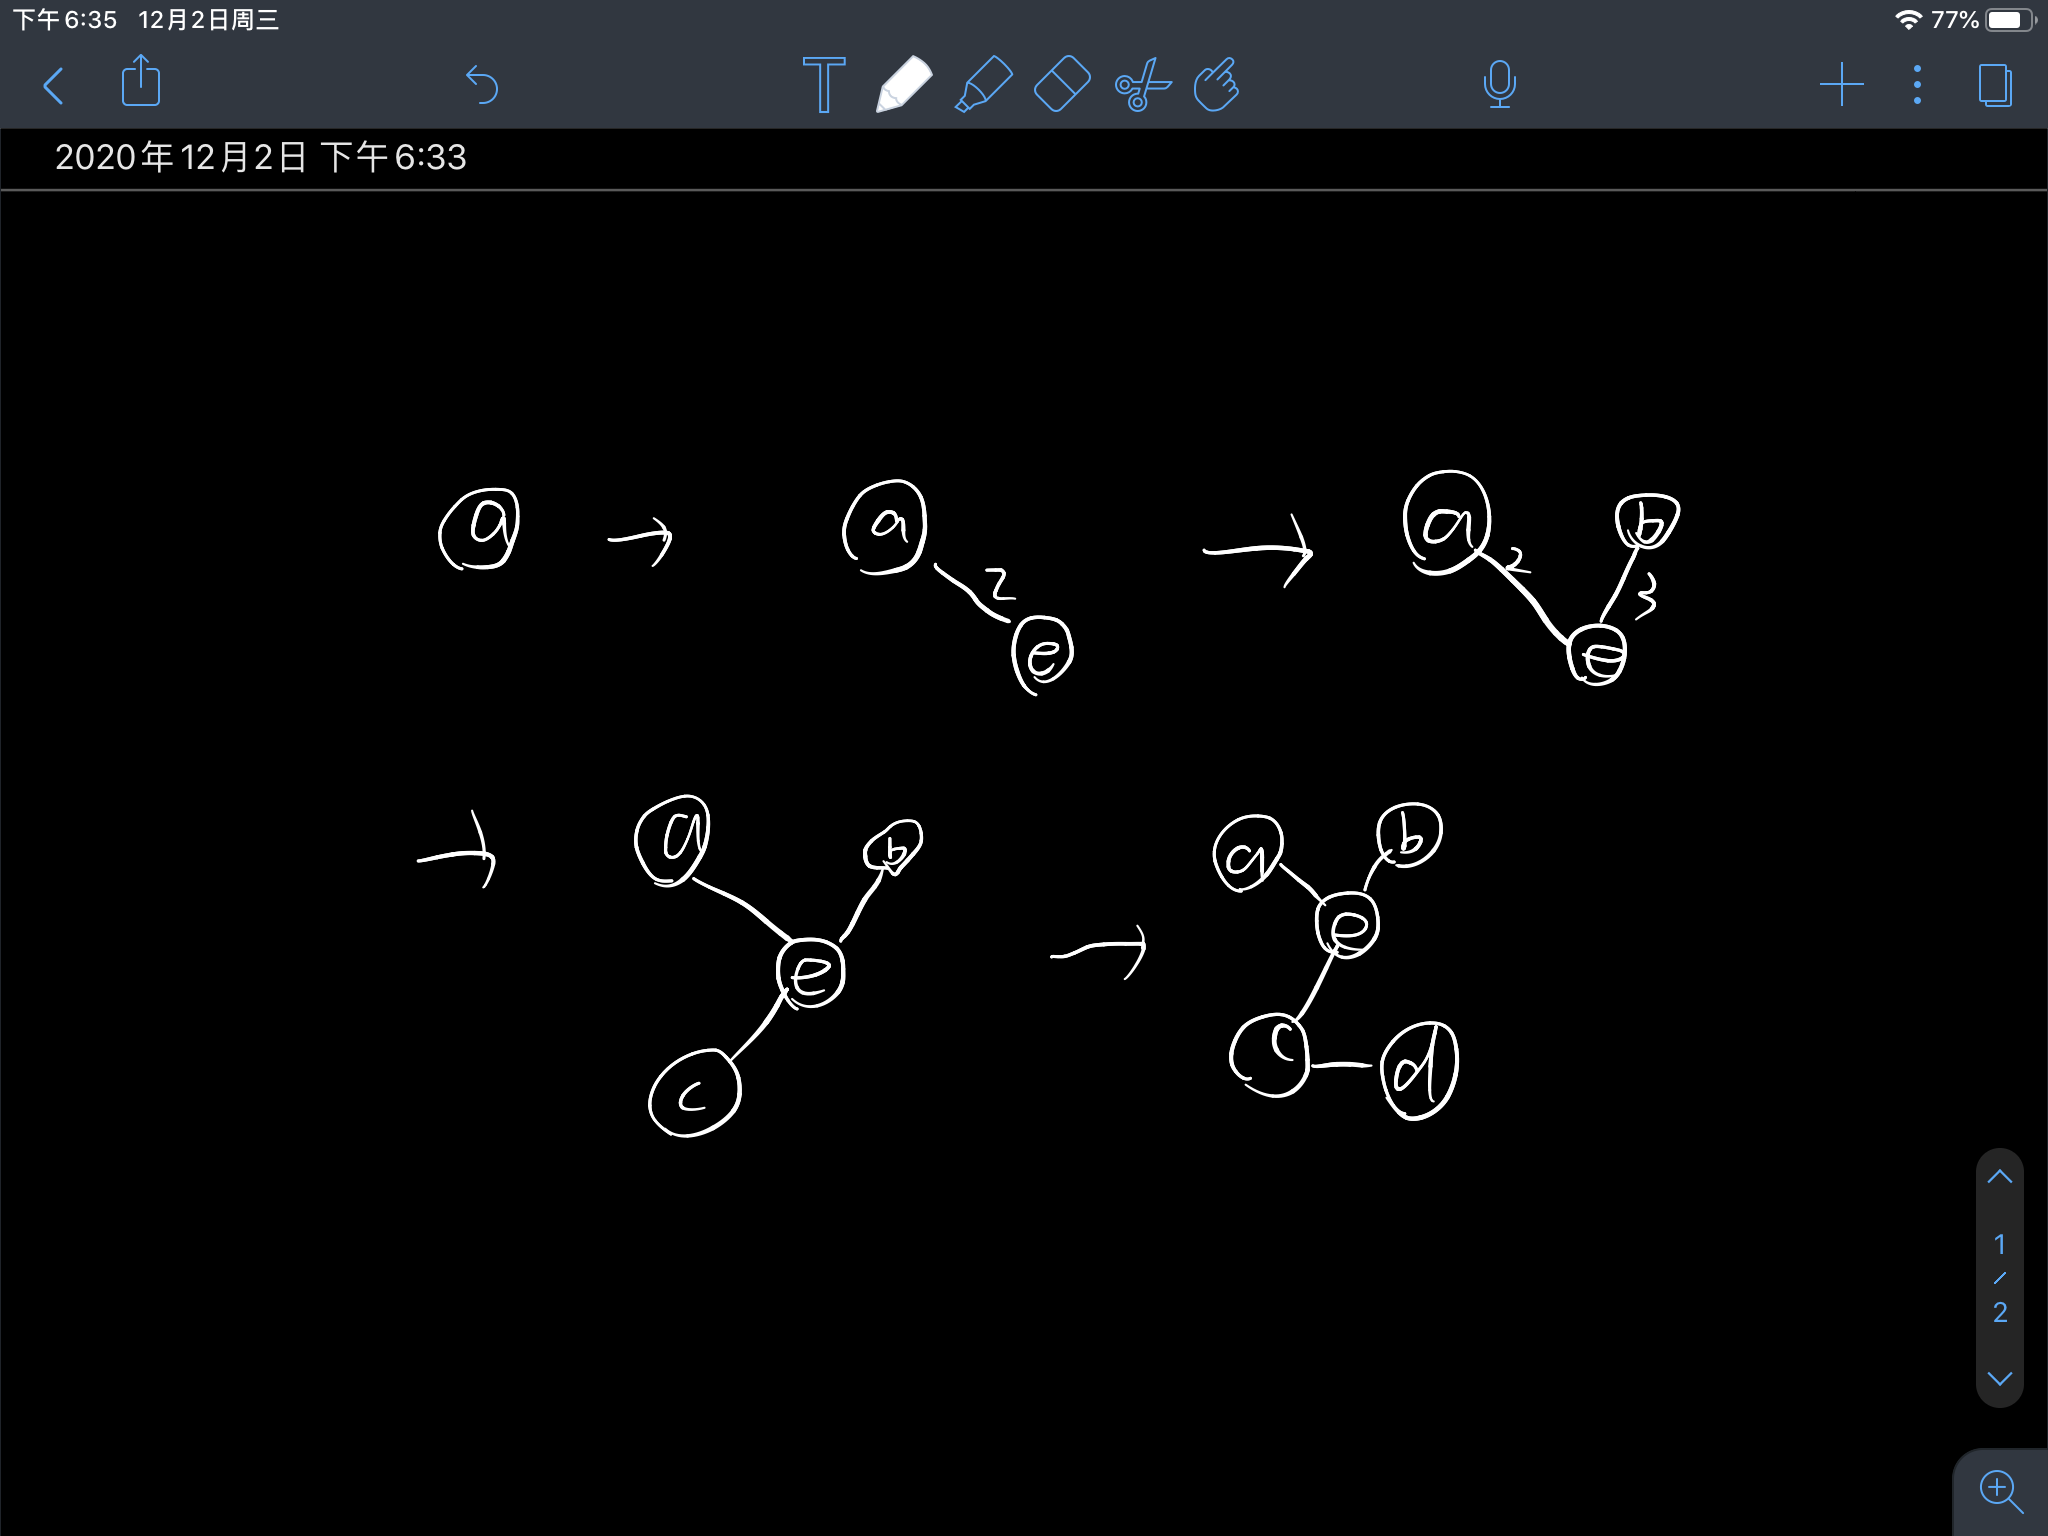 下午6:35 12月2日周三 77%
T
2020年12月2日 下午6:33
a → a 2 e → a 2 e 3 b
→ a b e c → a b e c d
1
/
2